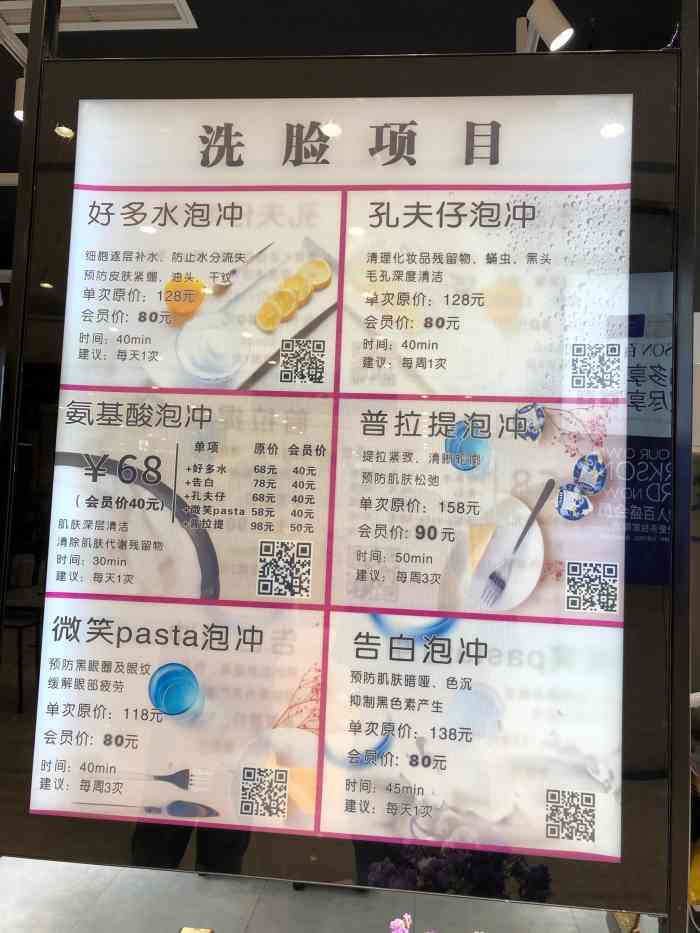 洗脸项目
好多水泡冲
细胞逐层补水、防止水分流失
预防皮肤紧绷、油头、干纹
单次原价：128元
会员价：80元
时间：40min
建议：每天1次
孔夫仔泡冲
清理化妆品残留物、螨虫、黑头
毛孔深度清洁
单次原价：128元
会员价：80元
时间：40min
建议：每周1次
氨基酸泡冲
¥68
(会员价40元)
肌肤深层清洁
清除肌肤代谢残留物
时间：30min
建议：每天1次
单项 原价 会员价
+好多水 68元 40元
+告白 78元 40元
+孔夫仔 68元 40元
+微笑pasta 58元 40元
+普拉提 98元 50元
普拉提泡冲
提拉紧致、清晰轮廓
预防肌肤松弛
单次原价：158元
会员价：90元
时间：50min
建议：每周3次
微笑pasta泡冲
预防黑眼圈及眼纹
缓解眼部疲劳
单次原价：118元
会员价：80元
时间：40min
建议：每周3次
告白泡冲
预防肌肤暗哑、色沉
抑制黑色素产生
单次原价：138元
会员价：80元
时间：45min
建议：每天1次